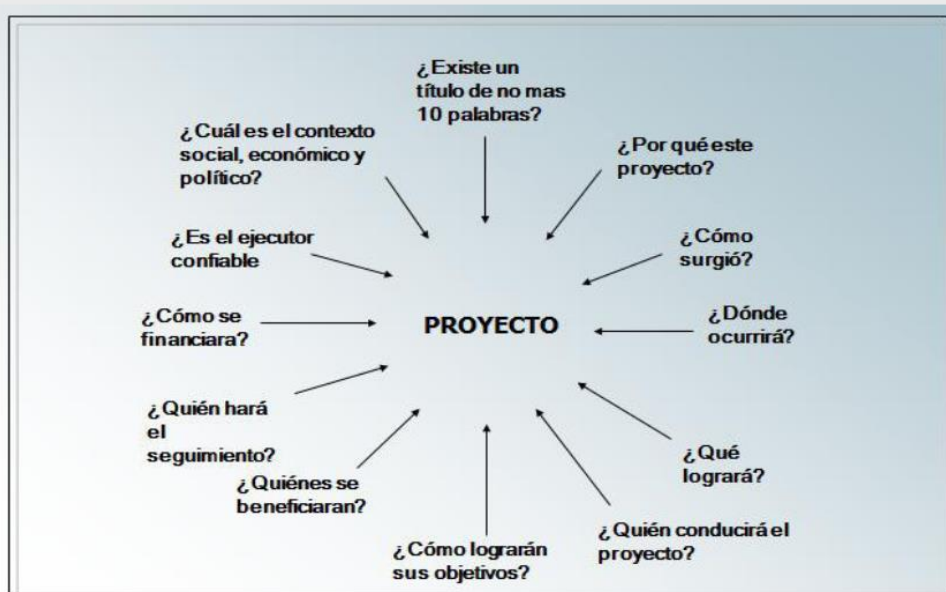 ¿Existe un
título de no mas
10 palabras?
¿Por qué este
proyecto?
¿Cómo
surgió?
¿Dónde
ocurrirá?
¿Qué
logrará?
¿Quién conducirá el
proyecto?
¿Cómo lograrán
sus objetivos?
¿Quiénes se
beneficiaran?
¿Quién hará
el
seguimiento?
¿Cómo se
financiara?
¿Es el ejecutor
confiable
¿Cuál es el contexto
social, económico y
político?
PROYECTO